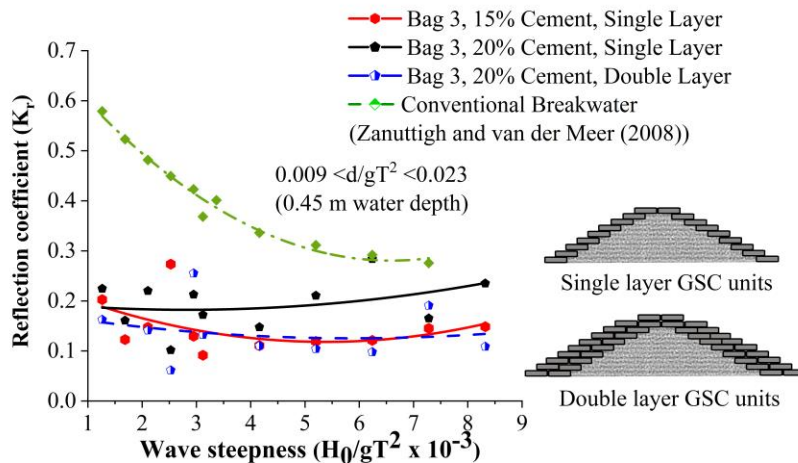 Bag 3, 15% Cement, Single Layer
Bag 3, 20% Cement, Single Layer
Bag 3, 20% Cement, Double Layer
Conventional Breakwater
(Zanuttigh and van der Meer (2008))
0.009 <d/gT² <0.023
(0.45 m water depth)
Reflection coefficient (Kᵣ)
0.7
0.6
0.5
0.4
0.3
0.2
0.1
0.0
1 2 3 4 5 6 7 8 9
Wave steepness (H₀/gT² x 10⁻³)
Single layer GSC units
Double layer GSC units